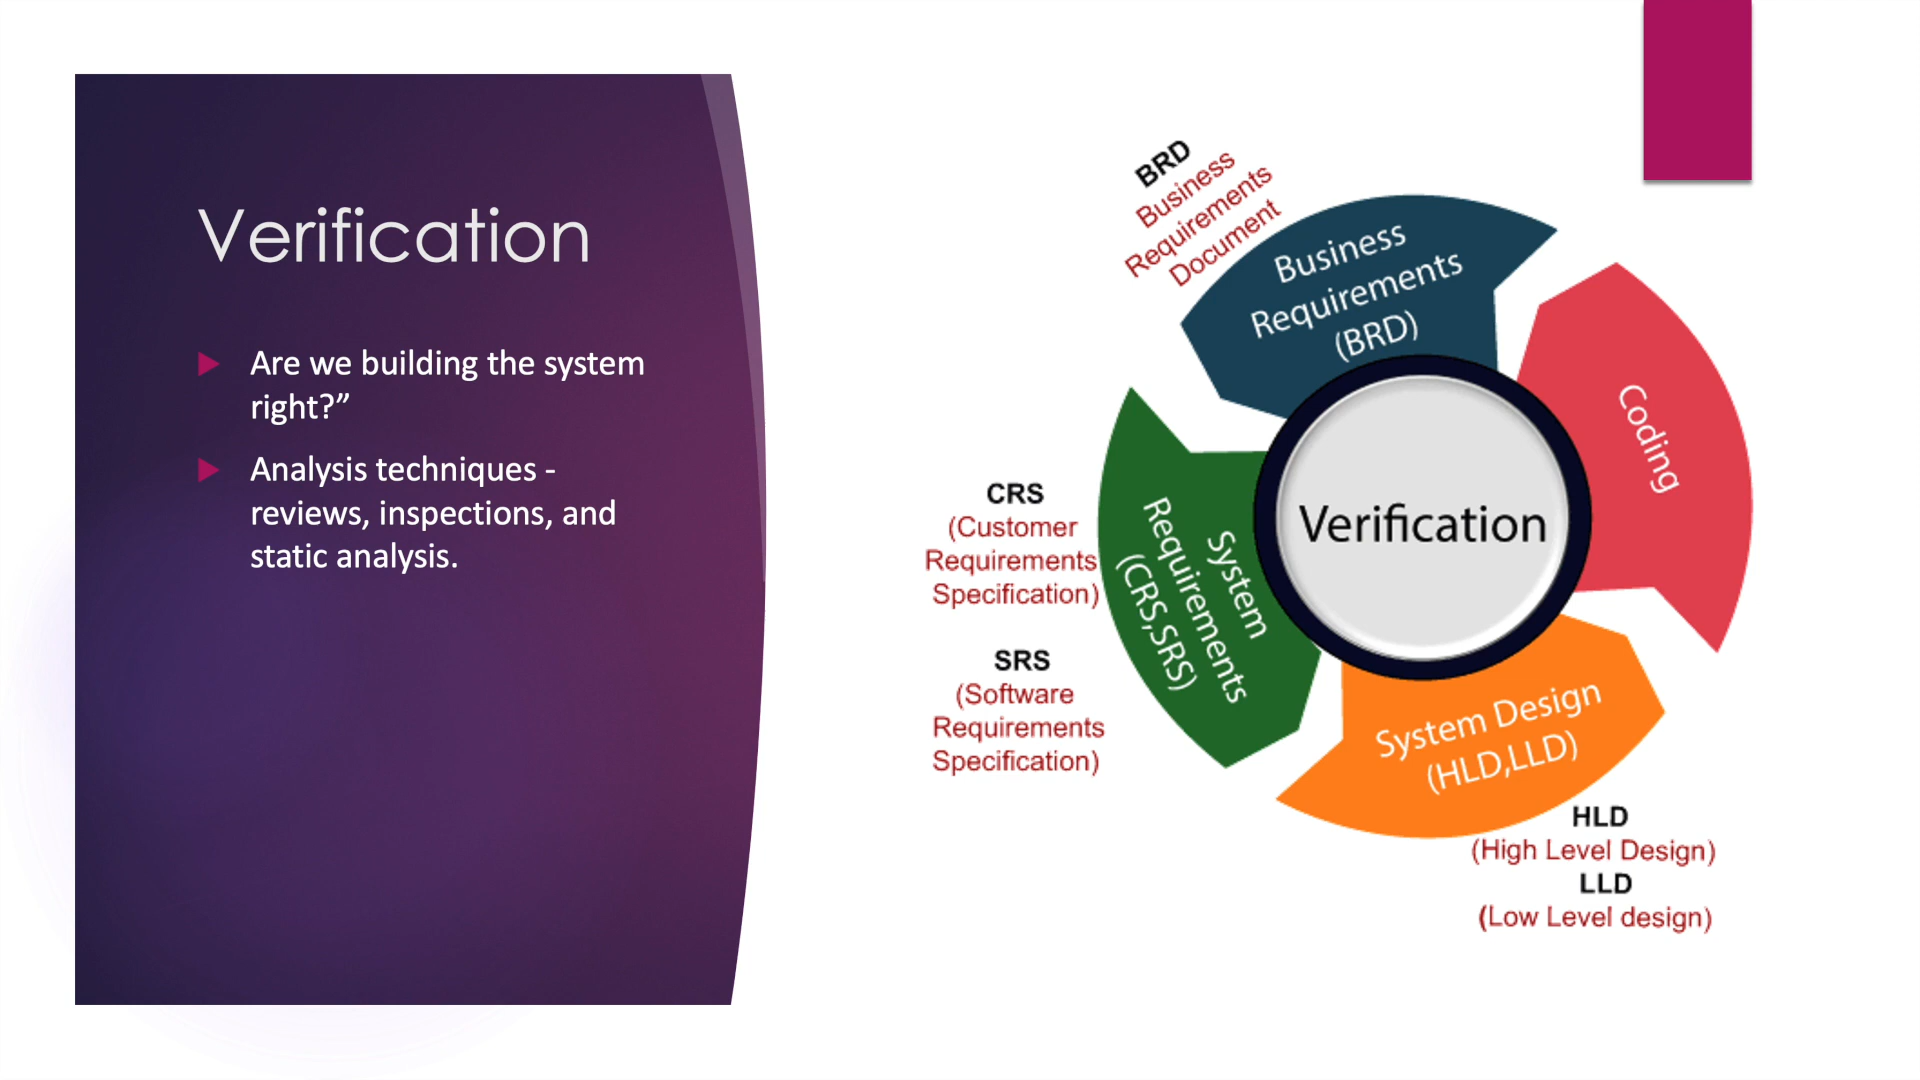 Verification
Are we building the system
right?”
Analysis techniques -
reviews, inspections, and
static analysis.
BRD
Business
Requirements
Document
Business
Requirements
(BRD)
Coding
Verification
CRS
(Customer
Requirements
Specification)
SRS
(Software
Requirements
Specification)
System
Requirements
(CRS,SRS)
System Design
(HLD,LLD)
HLD
(High Level Design)
LLD
(Low Level design)